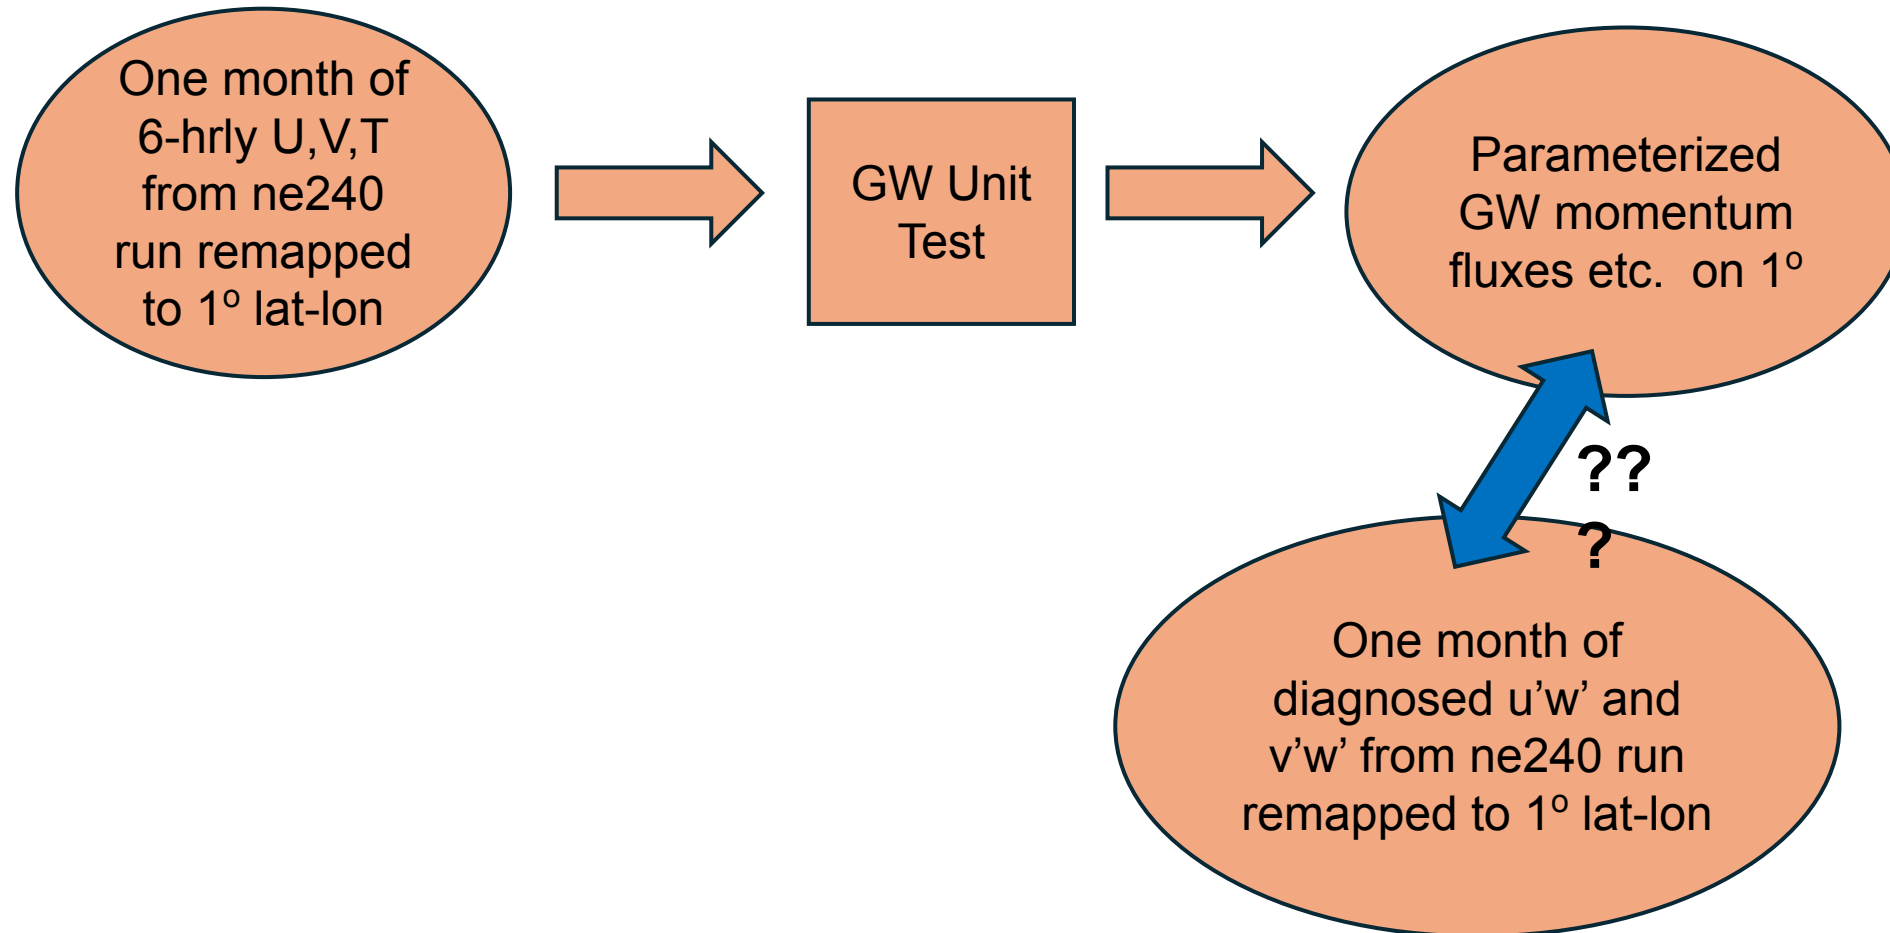 One month of
6-hrly U,V,T
from ne240
run remapped
to 1º lat-lon
GW Unit
Test
Parameterized
GW momentum
fluxes etc.  on 1º
??
?
One month of
diagnosed u’w’ and
v’w’ from ne240 run
remapped to 1º lat-lon